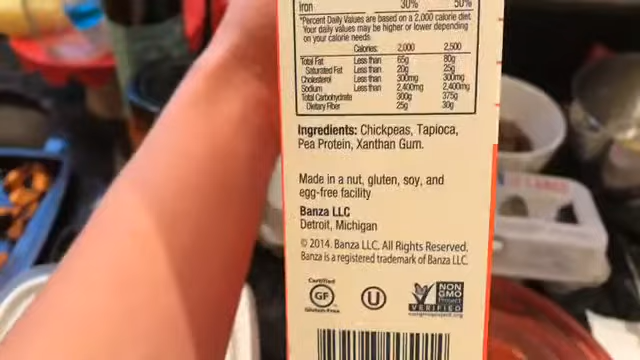 Iron 30% 50%
*Percent Daily Values are based on a 2,000 calorie diet.
Your daily values may be higher or lower depending
on your calorie needs.
Calories: 2,000 2,500
Total Fat Less than 65g 80g
Saturated Fat Less than 20g 25g
Cholesterol Less than 300mg 300mg
Sodium Less than 2,400mg 2,400mg
Total Carbohydrate 300g 375g
Dietary Fiber 25g 30g
Ingredients: Chickpeas, Tapioca,
Pea Protein, Xanthan Gum.
Made in a nut, gluten, soy, and
egg-free facility
Banza LLC
Detroit, Michigan
© 2014. Banza LLC. All Rights Reserved.
Banza is a registered trademark of Banza LLC.
Certified
GF
Gluten-Free
U
NON
GMO
Project
VERIFIED
nongmoproject.org